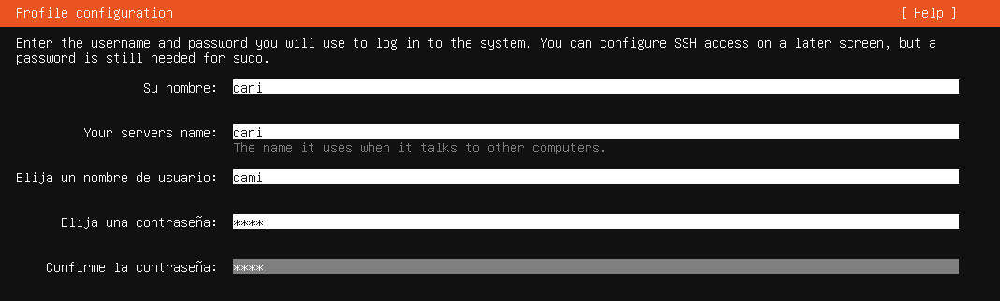 Profile configuration [ Help ]
Enter the username and password you will use to log in to the system. You can configure SSH access on a later screen, but a
password is still needed for sudo.
Su nombre: dani
Your servers name: dani
The name it uses when it talks to other computers.
Elija un nombre de usuario: dami
Elija una contraseña: ****
Confirme la contraseña: ****